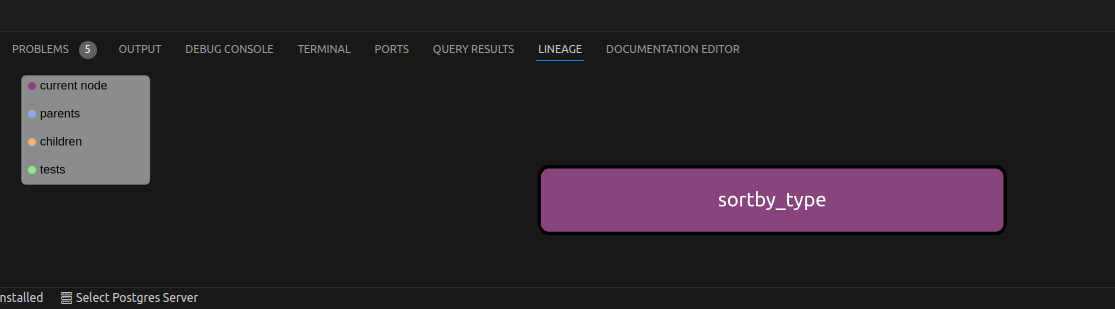 PROBLEMS 5 OUTPUT DEBUG CONSOLE TERMINAL PORTS QUERY RESULTS LINEAGE DOCUMENTATION EDITOR
current node
parents
children
tests
sortby_type
nstalled Select Postgres Server